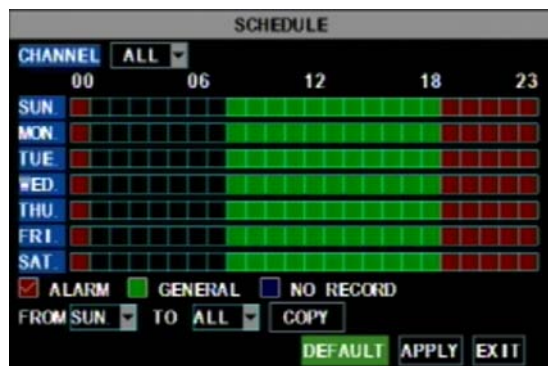 SCHEDULE
CHANNEL ALL
00 06 12 18 23
SUN.
MON.
TUE.
WED.
THU.
FRI.
SAT.
ALARM GENERAL NO RECORD
FROM SUN. TO ALL COPY
DEFAULT APPLY EXIT